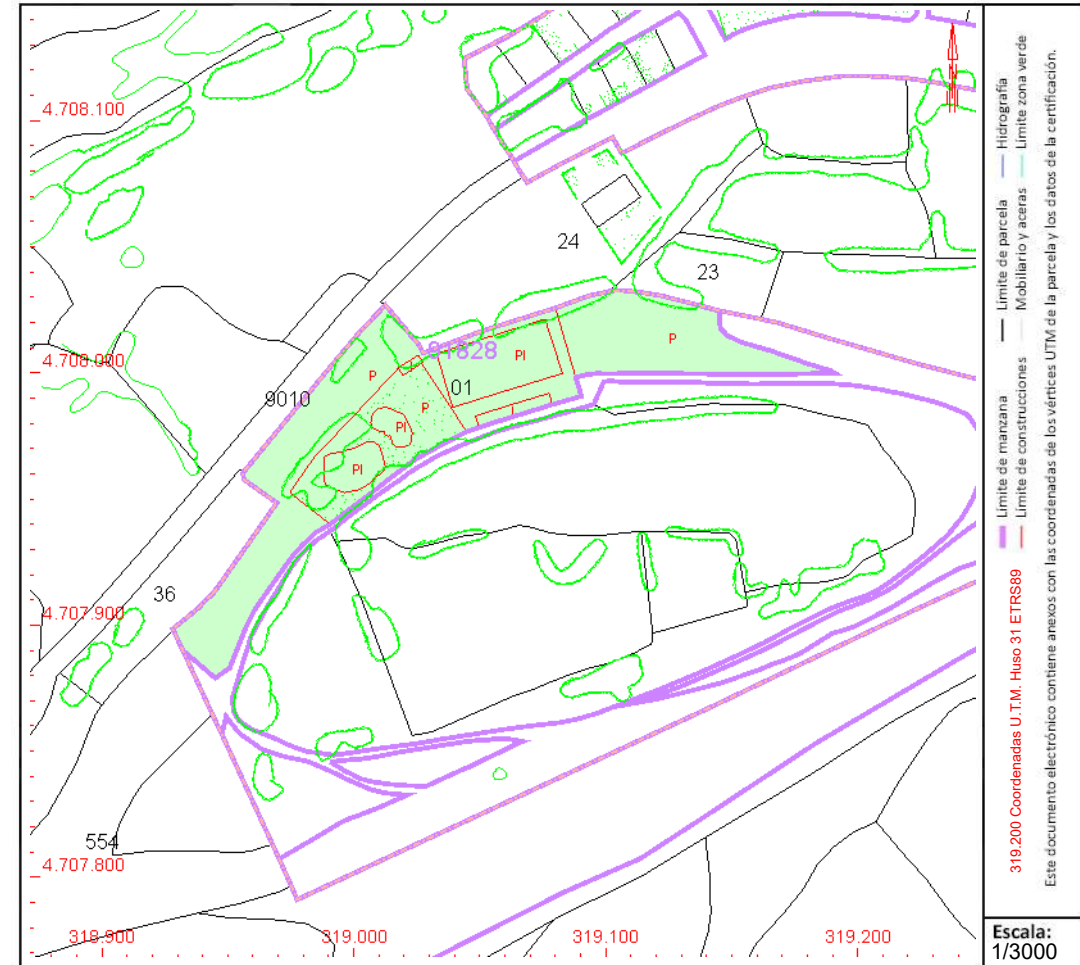 4.708.100
24
23
P
4.708.000
91828
PI
P
01
9010
P
PI
PI
36
4.707.900
554
4.707.800
318.900
319.000
319.100
319.200
Límite de manzana
Límite de parcela
Hidrografía
Límite de construcciones
Mobiliario y aceras
Límite zona verde
319.200 Coordenadas U.T.M. Huso 31 ETRS89
Este documento electrónico contiene anexos con las coordenadas de los vértices UTM de la parcela y los datos de la certificación.
Escala:
1/3000